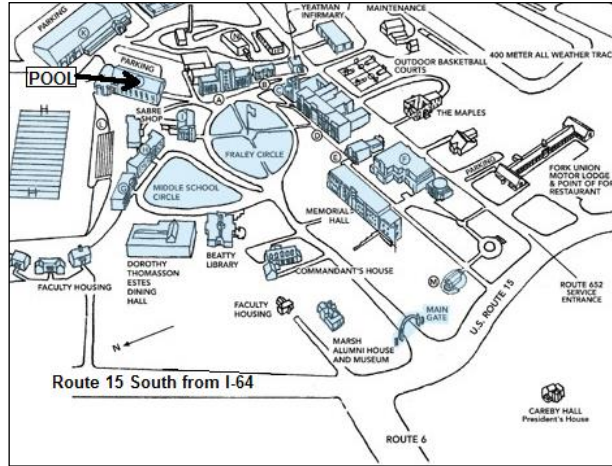 YEATMAN
INFIRMARY
MAINTENANCE
PARKING
K
PARKING
POOL
OUTDOOR BASKETBALL
COURTS
400 METER ALL WEATHER TRAC
A
B
SABRE
SHOP
THE MAPLES
L
I
D
FRALEY CIRCLE
H
E
F
PARKING
FORK UNION
MOTOR LODGE
& POINT OF FOR
RESTAURANT
G
MIDDLE SCHOOL
CIRCLE
MEMORIAL
HALL
DOROTHY
THOMASSON
ESTES
DINING
HALL
BEATTY
LIBRARY
COMMANDANT'S HOUSE
FACULTY HOUSING
M
ROUTE 652
SERVICE
ENTRANCE
U.S. ROUTE 15
FACULTY
HOUSING
MAIN
GATE
N
MARSH
ALUMNI HOUSE
AND MUSEUM
Route 15 South from I-64
CAREBY HALL
President's House
ROUTE 6